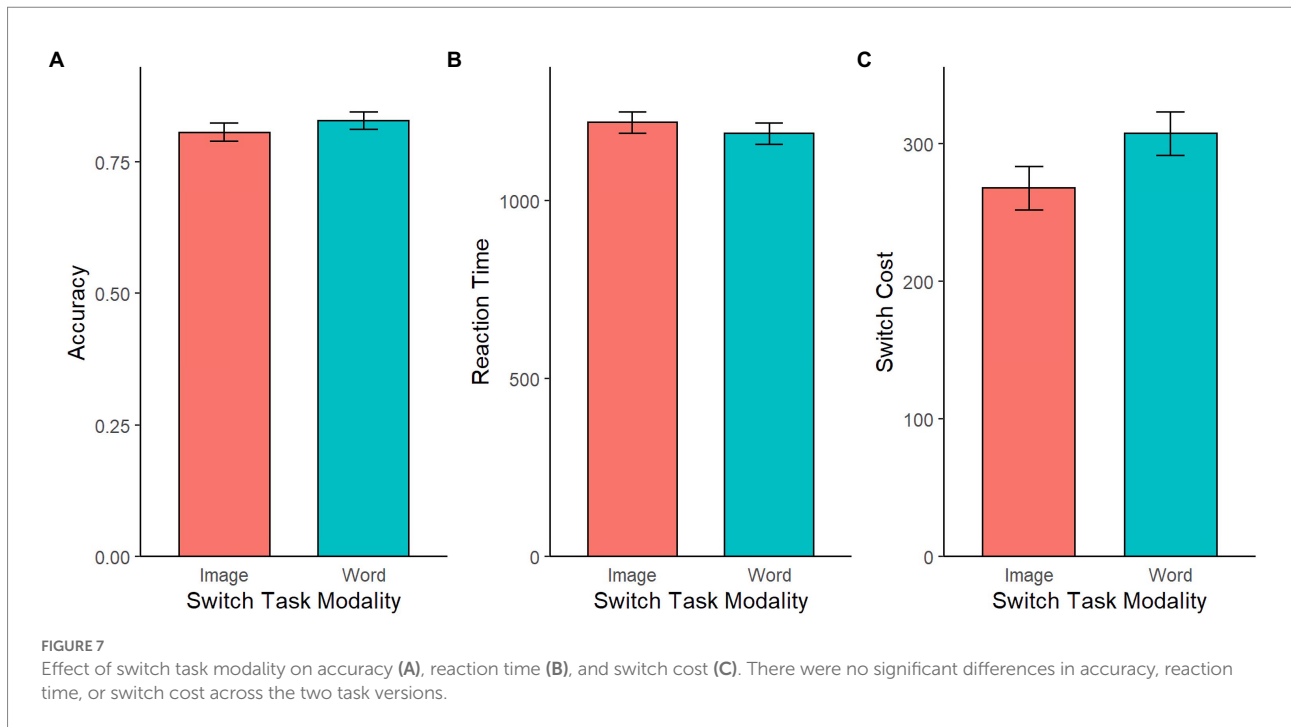 A
Accuracy
0.75
0.50
0.25
0.00
Image Word
Switch Task Modality
B
Reaction Time
1000
500
0
Image Word
Switch Task Modality
C
Switch Cost
300
200
100
0
Image Word
Switch Task Modality
FIGURE 7
Effect of switch task modality on accuracy (A), reaction time (B), and switch cost (C). There were no significant differences in accuracy, reaction
time, or switch cost across the two task versions.